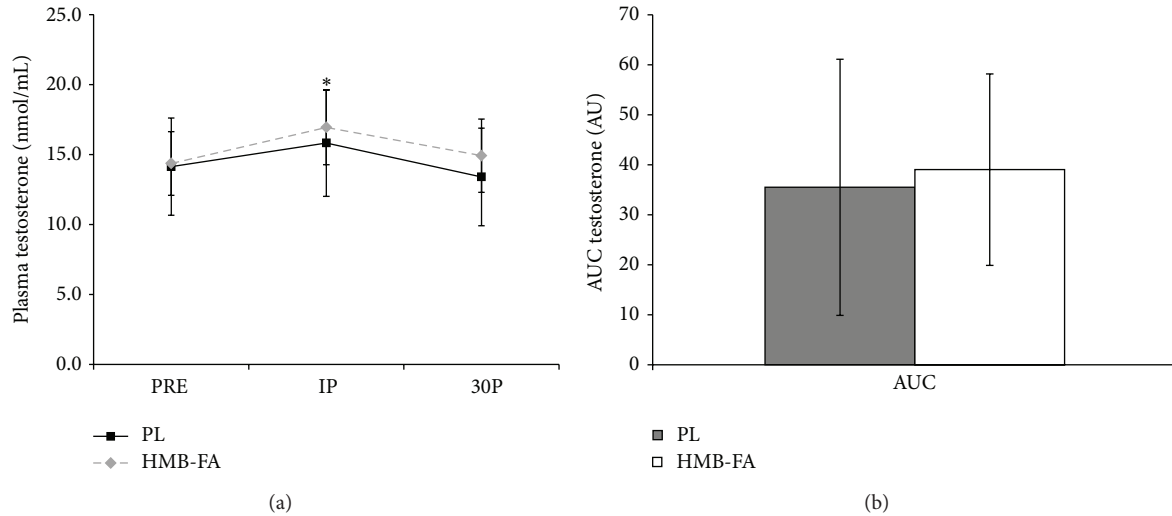 25.0
20.0
15.0
10.0
5.0
0.0
Plasma testosterone (nmol/mL)
*
PRE IP 30P
PL
HMB-FA
(a)
70
60
50
40
30
20
10
0
AUC testosterone (AU)
AUC
PL
HMB-FA
(b)